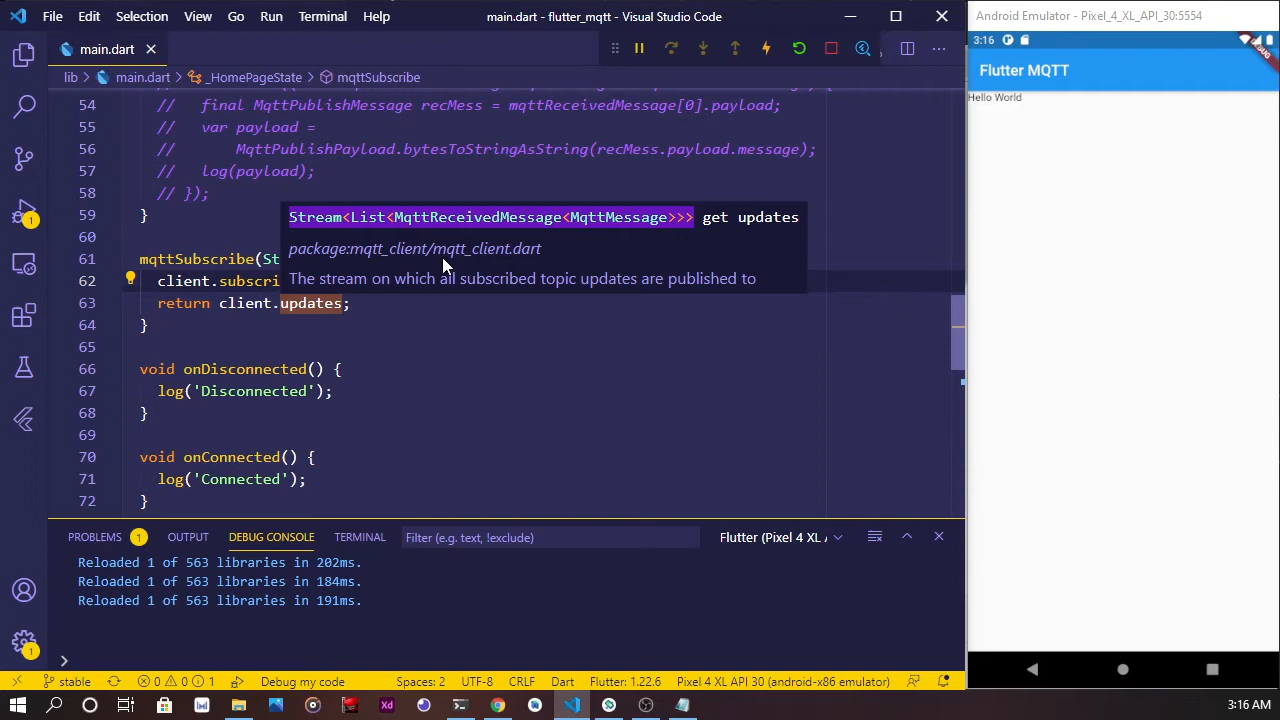 File Edit Selection View Go Run Terminal Help
main.dart - flutter_mqtt - Visual Studio Code
Android Emulator - Pixel_4_XL_API_30:5554
main.dart
3:16
DEBUG
Flutter MQTT
Hello World
lib > main.dart > _HomePageState > mqttSubscribe
54 // final MqttPublishMessage recMess = mqttReceivedMessage[0].payload;
55 // var payload =
56 // MqttPublishPayload.bytesToStringAsString(recMess.payload.message);
57 // log(payload);
58 // });
59 }
60
Stream<List<MqttReceivedMessage<MqttMessage>>> get updates
package:mqtt_client/mqtt_client.dart
The stream on which all subscribed topic updates are published to
61 mqttSubscribe(St
62 client.subscri
63 return client.updates;
64 }
65
66 void onDisconnected() {
67 log('Disconnected');
68 }
69
70 void onConnected() {
71 log('Connected');
72 }
PROBLEMS 1 OUTPUT DEBUG CONSOLE TERMINAL Filter (e.g. text, !exclude) Flutter (Pixel 4 XL A
Reloaded 1 of 563 libraries in 202ms.
Reloaded 1 of 563 libraries in 184ms.
Reloaded 1 of 563 libraries in 191ms.
>
1
1
stable 0 0 1 Debug my code Spaces: 2 UTF-8 CRLF Dart Flutter: 1.22.6 Pixel 4 XL API 30 (android-x86 emulator)
Xd
3:16 AM